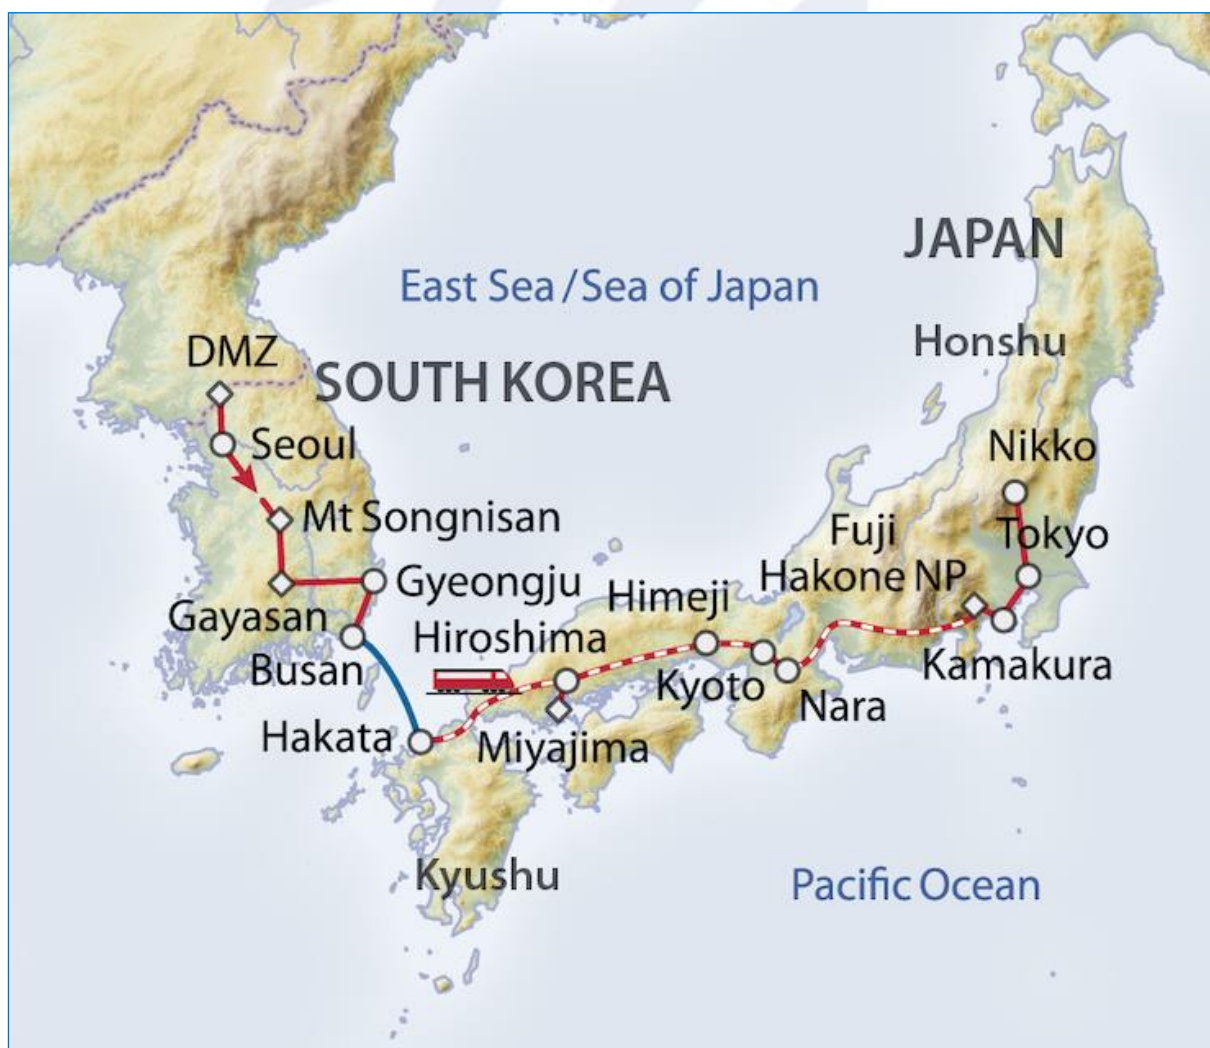 JAPAN
East Sea / Sea of Japan
Honshu
DMZ
SOUTH KOREA
Seoul
Nikko
Mt Songnisan
Fuji
Tokyo
Hakone NP
Gyeongju
Himeji
Gayasan
Hiroshima
Busan
Kyoto
Kamakura
Nara
Hakata
Miyajima
Kyushu
Pacific Ocean